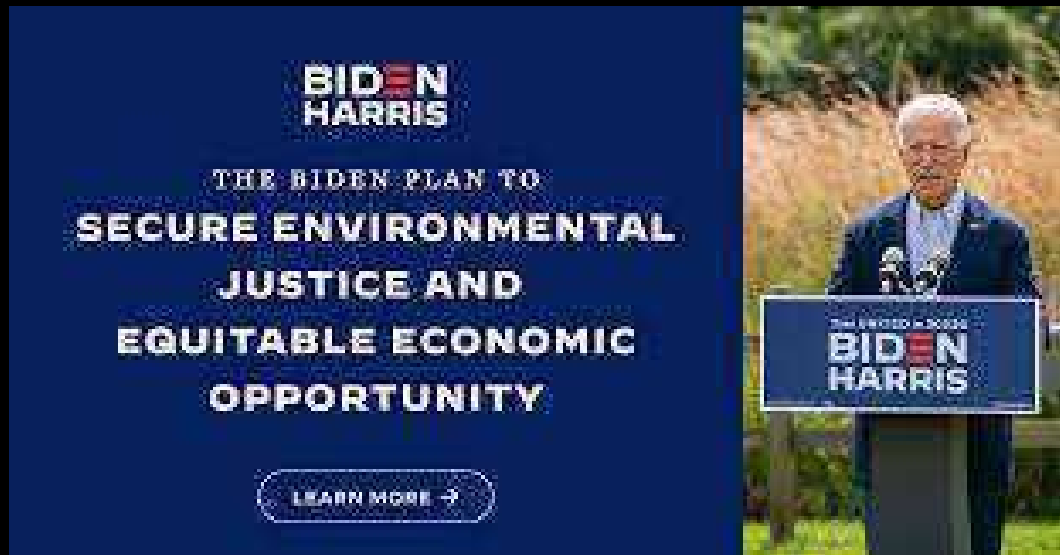 BIDEN
HARRIS
THE BIDEN PLAN TO
SECURE ENVIRONMENTAL
JUSTICE AND
EQUITABLE ECONOMIC
OPPORTUNITY
LEARN MORE →
BIDEN
HARRIS